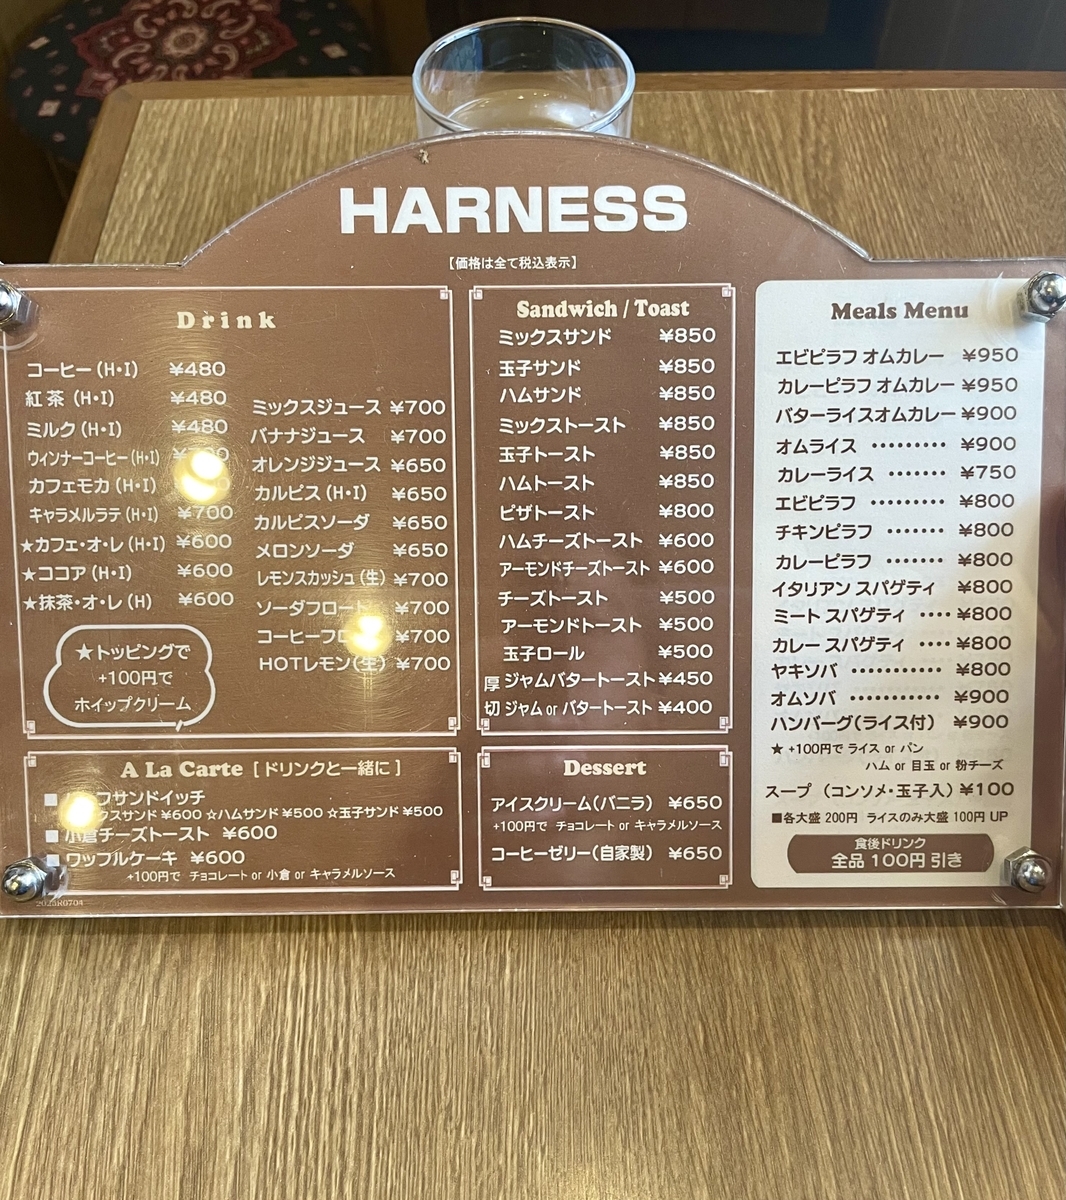 HARNESS
【価格は全て税込表示】
Drink
コーヒー(H・I) ¥480
紅茶(H・I) ¥480
ミルク(H・I) ¥480
ウィンナーコーヒー(H・I)
カフェモカ(H・I)
キャラメルラテ(H・I) ¥700
★カフェ・オ・レ(H・I) ¥600
★ココア(H・I) ¥600
★抹茶・オ・レ(H) ¥600
★トッピングで
+100円で
ホイップクリーム
ミックスジュース ¥700
バナナジュース ¥700
オレンジジュース ¥650
カルピス(H・I) ¥650
カルピスソーダ ¥650
メロンソーダ ¥650
レモンスカッシュ(生) ¥700
ソーダフロート ¥700
コーヒーフロ ¥700
HOTレモン(生) ¥700
Sandwich / Toast
ミックスサンド ¥850
玉子サンド ¥850
ハムサンド ¥850
ミックストースト ¥850
玉子トースト ¥850
ハムトースト ¥850
ピザトースト ¥800
ハムチーズトースト ¥600
アーモンドチーズトースト ¥600
チーズトースト ¥500
アーモンドトースト ¥500
玉子ロール ¥500
厚 ジャムバタートースト ¥450
切 ジャム or バタートースト ¥400
Meals Menu
エビピラフ オムカレー ¥950
カレーピラフ オムカレー ¥950
バターライスオムカレー ¥900
オムライス ・・・・・・・・・ ¥900
カレーライス ・・・・・・・ ¥750
エビピラフ ・・・・・・・・・ ¥800
チキンピラフ ・・・・・・・ ¥800
カレーピラフ ・・・・・・・ ¥800
イタリアン スパゲティ ¥800
ミート スパゲティ ・・・・ ¥800
カレー スパゲティ ・・・・ ¥800
ヤキソバ ・・・・・・・・・・・ ¥800
オムソバ ・・・・・・・・・・・ ¥900
ハンバーグ(ライス付) ¥900
★ +100円で ライス or パン
ハム or 目玉 or 粉チーズ
スープ (コンソメ・玉子入) ¥100
■各大盛 200円 ライスのみ大盛 100円 UP
食後ドリンク
全品 100円 引き
A La Carte [ドリンクと一緒に]
■ フサンドイッチ
クスサンド ¥600 ☆ハムサンド ¥500 ☆玉子サンド ¥500
■ 小倉チーズトースト ¥600
■ ワッフルケーキ ¥600
+100円で チョコレート or 小倉 or キャラメルソース
Dessert
アイスクリーム(バニラ) ¥650
+100円で チョコレート or キャラメルソース
コーヒーゼリー(自家製) ¥650